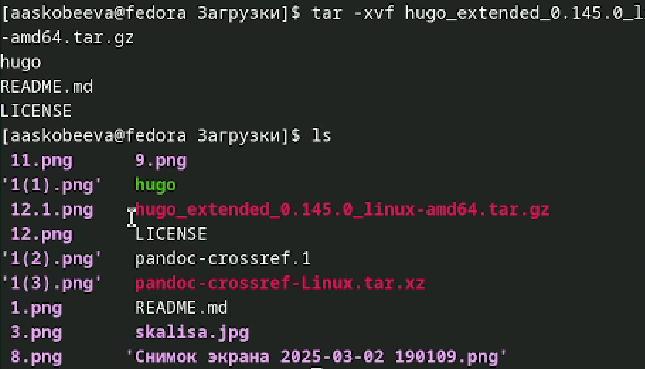 [aaskobeeva@fedora Загрузки]$ tar -xvf hugo_extended_0.145.0_l
-amd64.tar.gz
hugo
README.md
LICENSE
[aaskobeeva@fedora Загрузки]$ ls
11.png 9.png
'1(1).png' hugo
12.1.png hugo_extended_0.145.0_linux-amd64.tar.gz
12.png LICENSE
'1(2).png' pandoc-crossref.1
'1(3).png' pandoc-crossref-Linux.tar.xz
1.png README.md
3.png skalisa.jpg
8.png 'Снимок экрана 2025-03-02 190109.png'